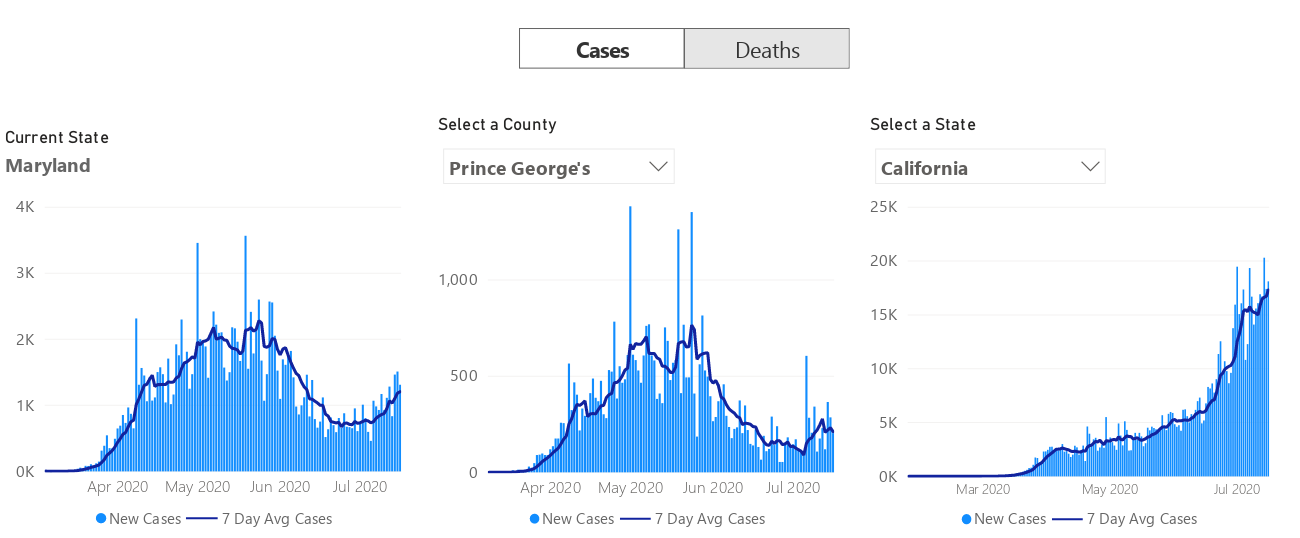 Cases Deaths
Current State
Maryland
4K
3K
2K
1K
0K
Apr 2020 May 2020 Jun 2020 Jul 2020
New Cases 7 Day Avg Cases
Select a County
Prince George's
1,000
500
0
Apr 2020 May 2020 Jun 2020 Jul 2020
New Cases 7 Day Avg Cases
Select a State
California
25K
20K
15K
10K
5K
0K
Mar 2020 May 2020 Jul 2020
New Cases 7 Day Avg Cases